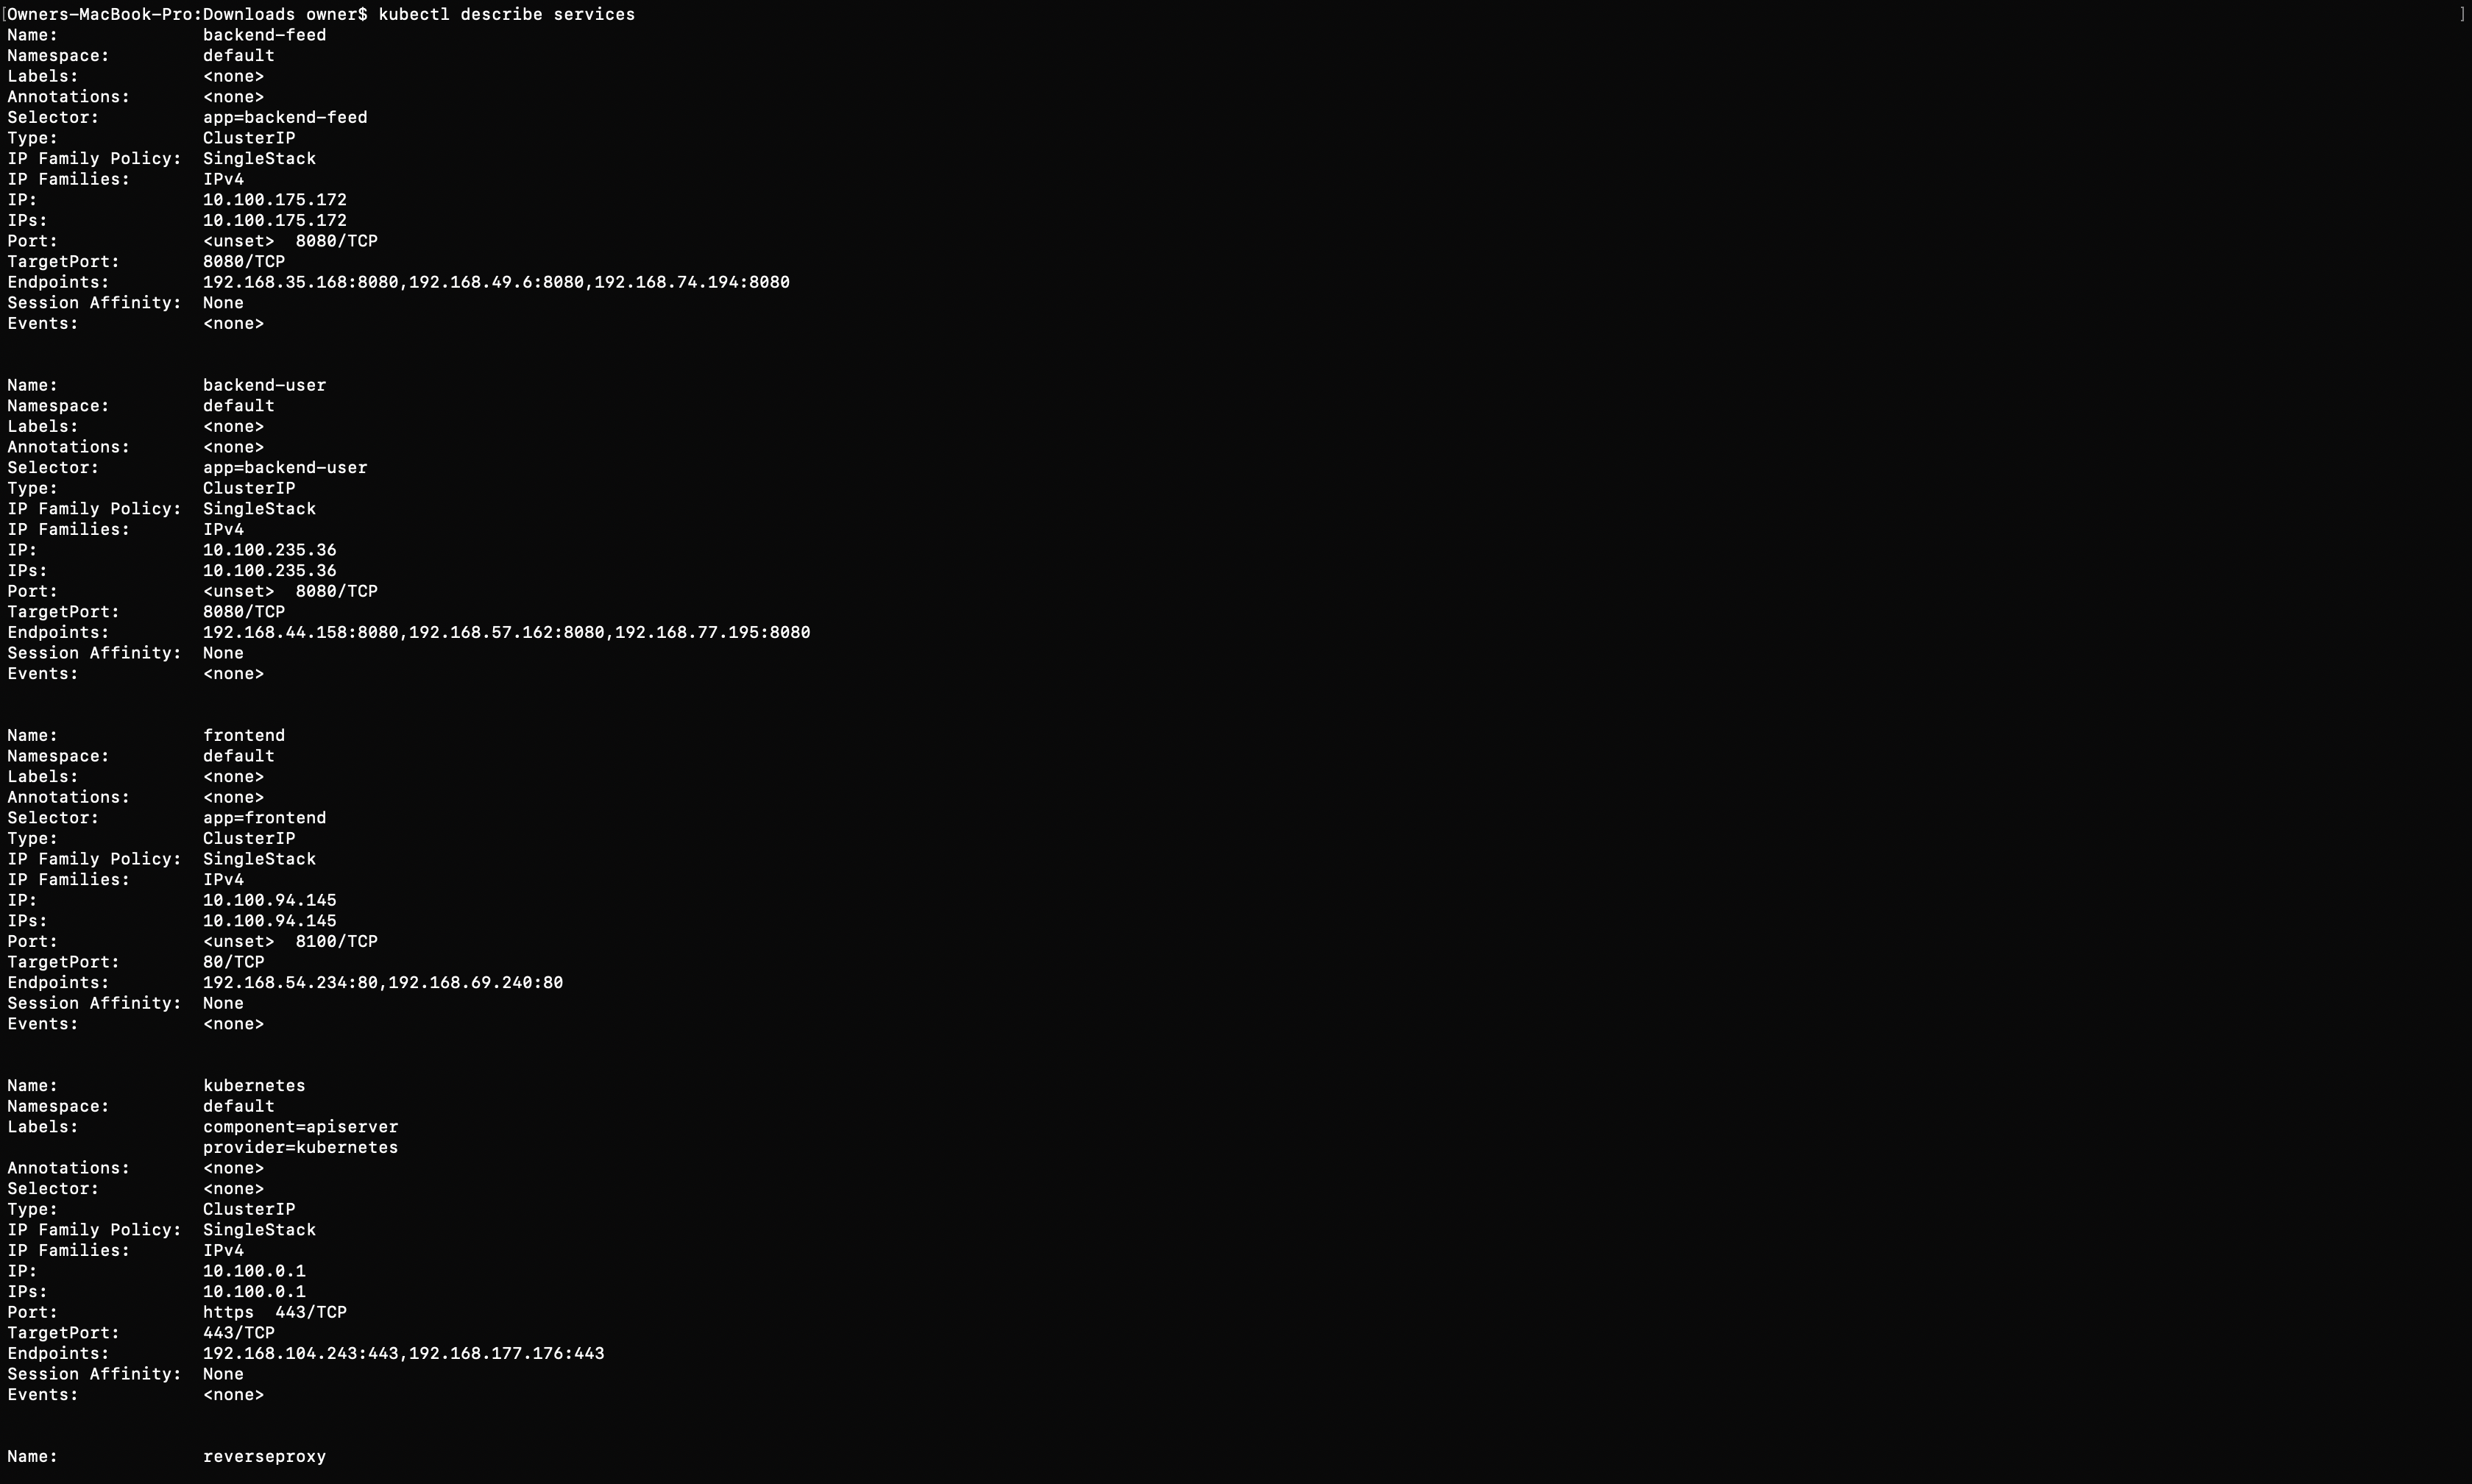 [Owners-MacBook-Pro:Downloads owner$ kubectl describe services ]
Name:              backend-feed
Namespace:         default
Labels:            <none>
Annotations:       <none>
Selector:          app=backend-feed
Type:              ClusterIP
IP Family Policy:  SingleStack
IP Families:       IPv4
IP:                10.100.175.172
IPs:               10.100.175.172
Port:              <unset>  8080/TCP
TargetPort:        8080/TCP
Endpoints:         192.168.35.168:8080,192.168.49.6:8080,192.168.74.194:8080
Session Affinity:  None
Events:            <none>
Name:              backend-user
Namespace:         default
Labels:            <none>
Annotations:       <none>
Selector:          app=backend-user
Type:              ClusterIP
IP Family Policy:  SingleStack
IP Families:       IPv4
IP:                10.100.235.36
IPs:               10.100.235.36
Port:              <unset>  8080/TCP
TargetPort:        8080/TCP
Endpoints:         192.168.44.158:8080,192.168.57.162:8080,192.168.77.195:8080
Session Affinity:  None
Events:            <none>
Name:              frontend
Namespace:         default
Labels:            <none>
Annotations:       <none>
Selector:          app=frontend
Type:              ClusterIP
IP Family Policy:  SingleStack
IP Families:       IPv4
IP:                10.100.94.145
IPs:               10.100.94.145
Port:              <unset>  8100/TCP
TargetPort:        80/TCP
Endpoints:         192.168.54.234:80,192.168.69.240:80
Session Affinity:  None
Events:            <none>
Name:              kubernetes
Namespace:         default
Labels:            component=apiserver
                   provider=kubernetes
Annotations:       <none>
Selector:          <none>
Type:              ClusterIP
IP Family Policy:  SingleStack
IP Families:       IPv4
IP:                10.100.0.1
IPs:               10.100.0.1
Port:              https  443/TCP
TargetPort:        443/TCP
Endpoints:         192.168.104.243:443,192.168.177.176:443
Session Affinity:  None
Events:            <none>
Name:              reverseproxy